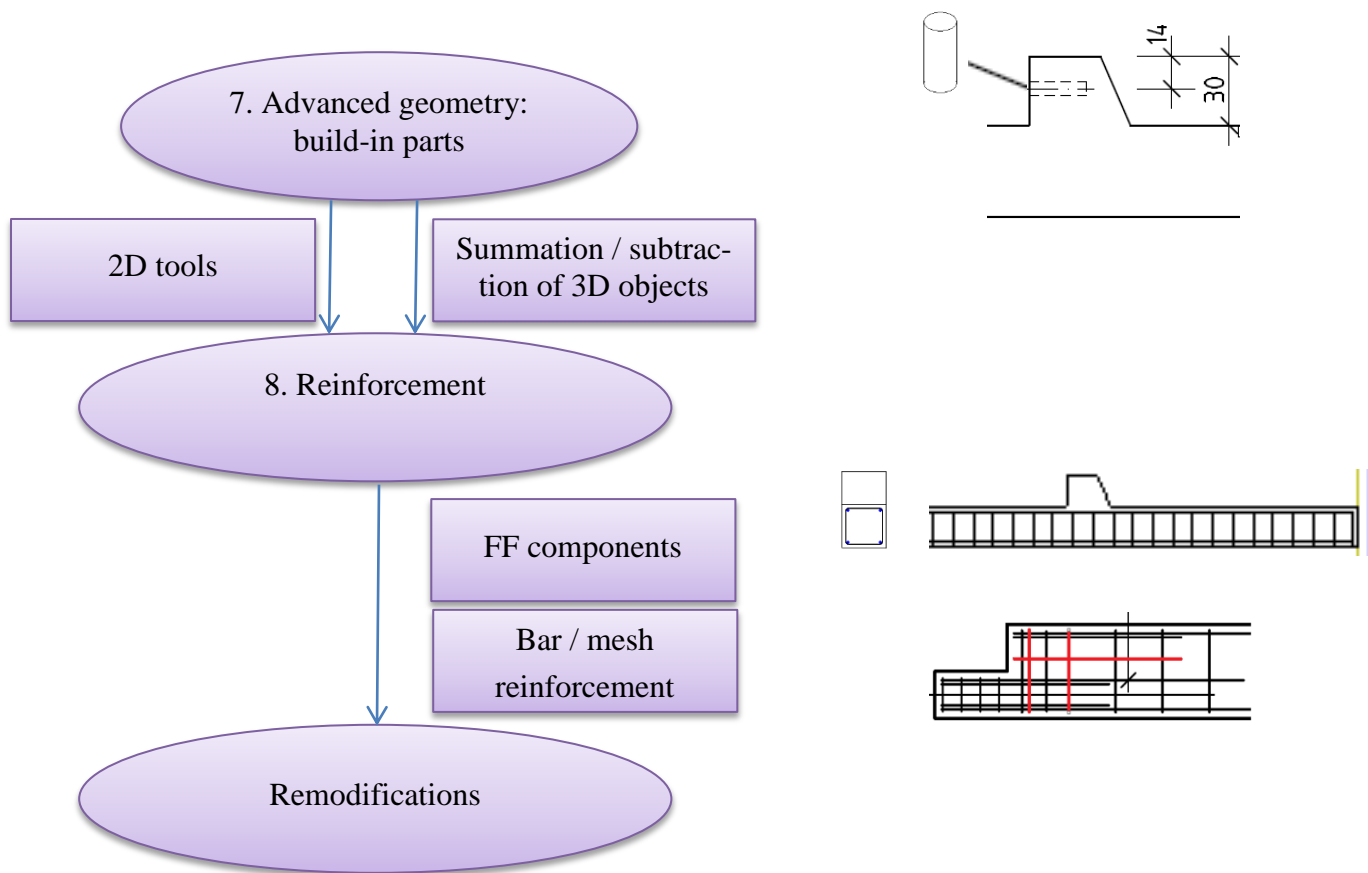 7. Advanced geometry:
build-in parts
14
30
2D tools
Summation / subtrac-
tion of 3D objects
8. Reinforcement
FF components
Bar / mesh
reinforcement
Remodifications